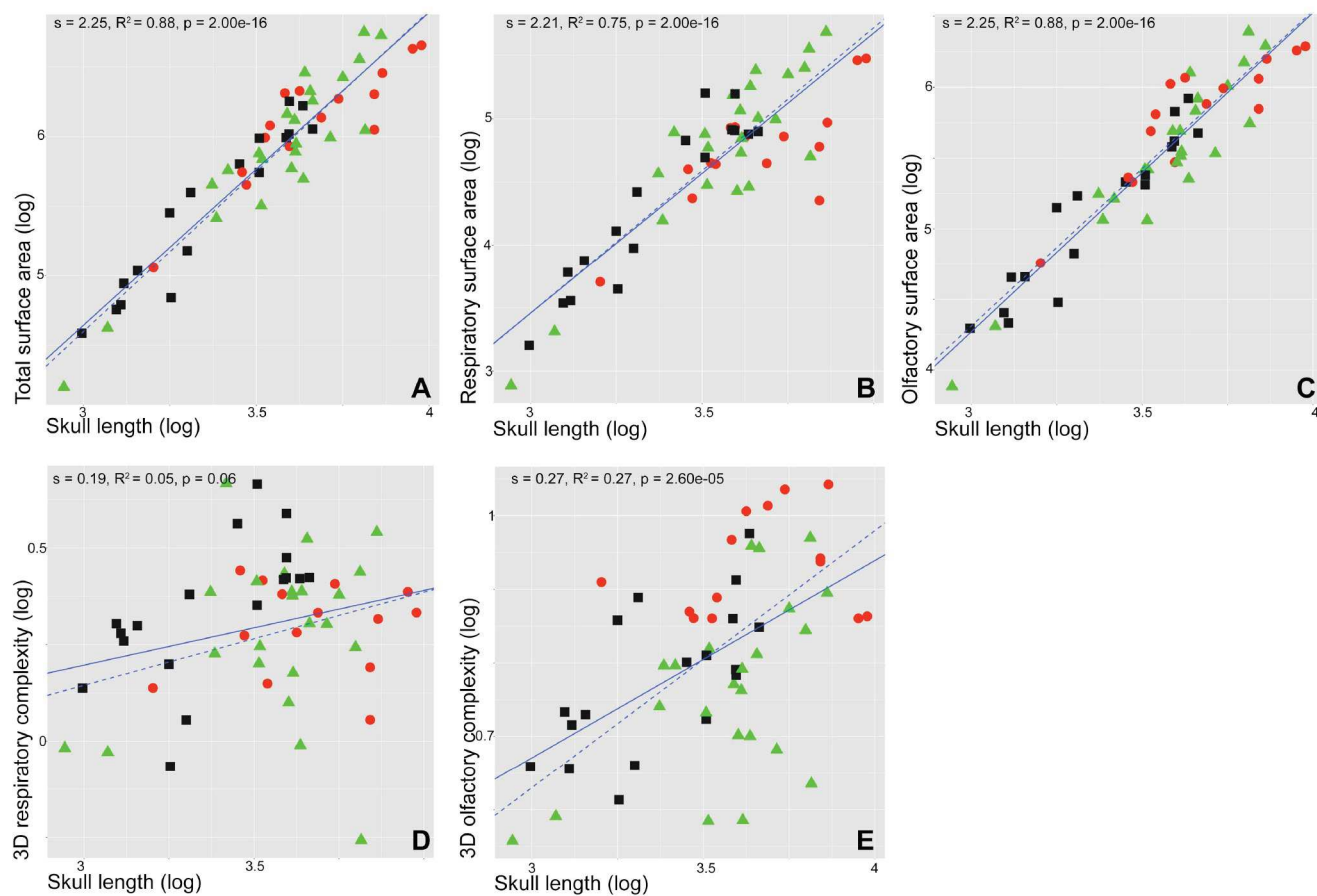 s = 2.25, R² = 0.88, p = 2.00e-16
Total surface area (log)
6
5
3
3.5
4
Skull length (log)
A
s = 2.21, R² = 0.75, p = 2.00e-16
Respiratory surface area (log)
5
4
3
3
3.5
4
Skull length (log)
B
s = 2.25, R² = 0.88, p = 2.00e-16
Olfactory surface area (log)
6
5
4
3
3.5
4
Skull length (log)
C
s = 0.19, R² = 0.05, p = 0.06
3D respiratory complexity (log)
0.5
0
3
3.5
4
Skull length (log)
D
s = 0.27, R² = 0.27, p = 2.60e-05
3D olfactory complexity (log)
1
0.7
3
3.5
4
Skull length (log)
E